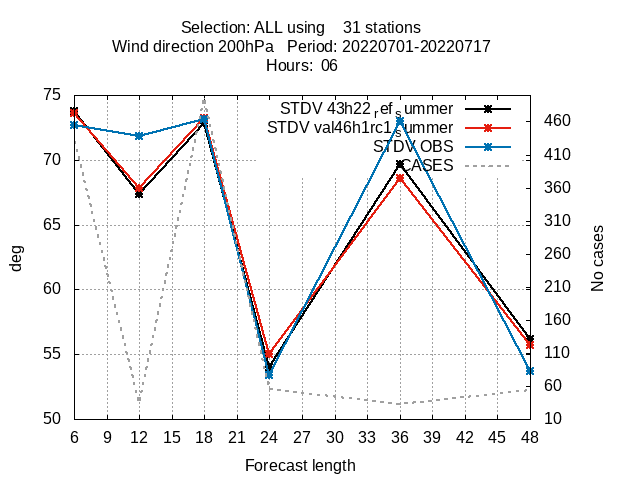 Selection: ALL using    31 stations
Wind direction 200hPa   Period: 20220701-20220717
Hours:  06
STDV 43h22_ref_summer
STDV val46h1rc1_summer
STDV OBS
CASES
75
70
65
60
55
50
460
410
360
310
260
210
160
110
60
10
deg
No cases
6 9 12 15 18 21 24 27 30 33 36 39 42 45 48
Forecast length